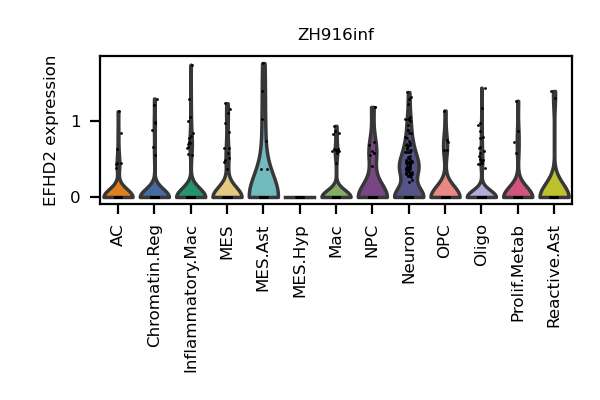 ZH916inf
EFHD2 expression
1
0
AC
Chromatin.Reg
Inflammatory.Mac
MES
MES.Ast
MES.Hyp
Mac
NPC
Neuron
OPC
Oligo
Prolif.Metab
Reactive.Ast